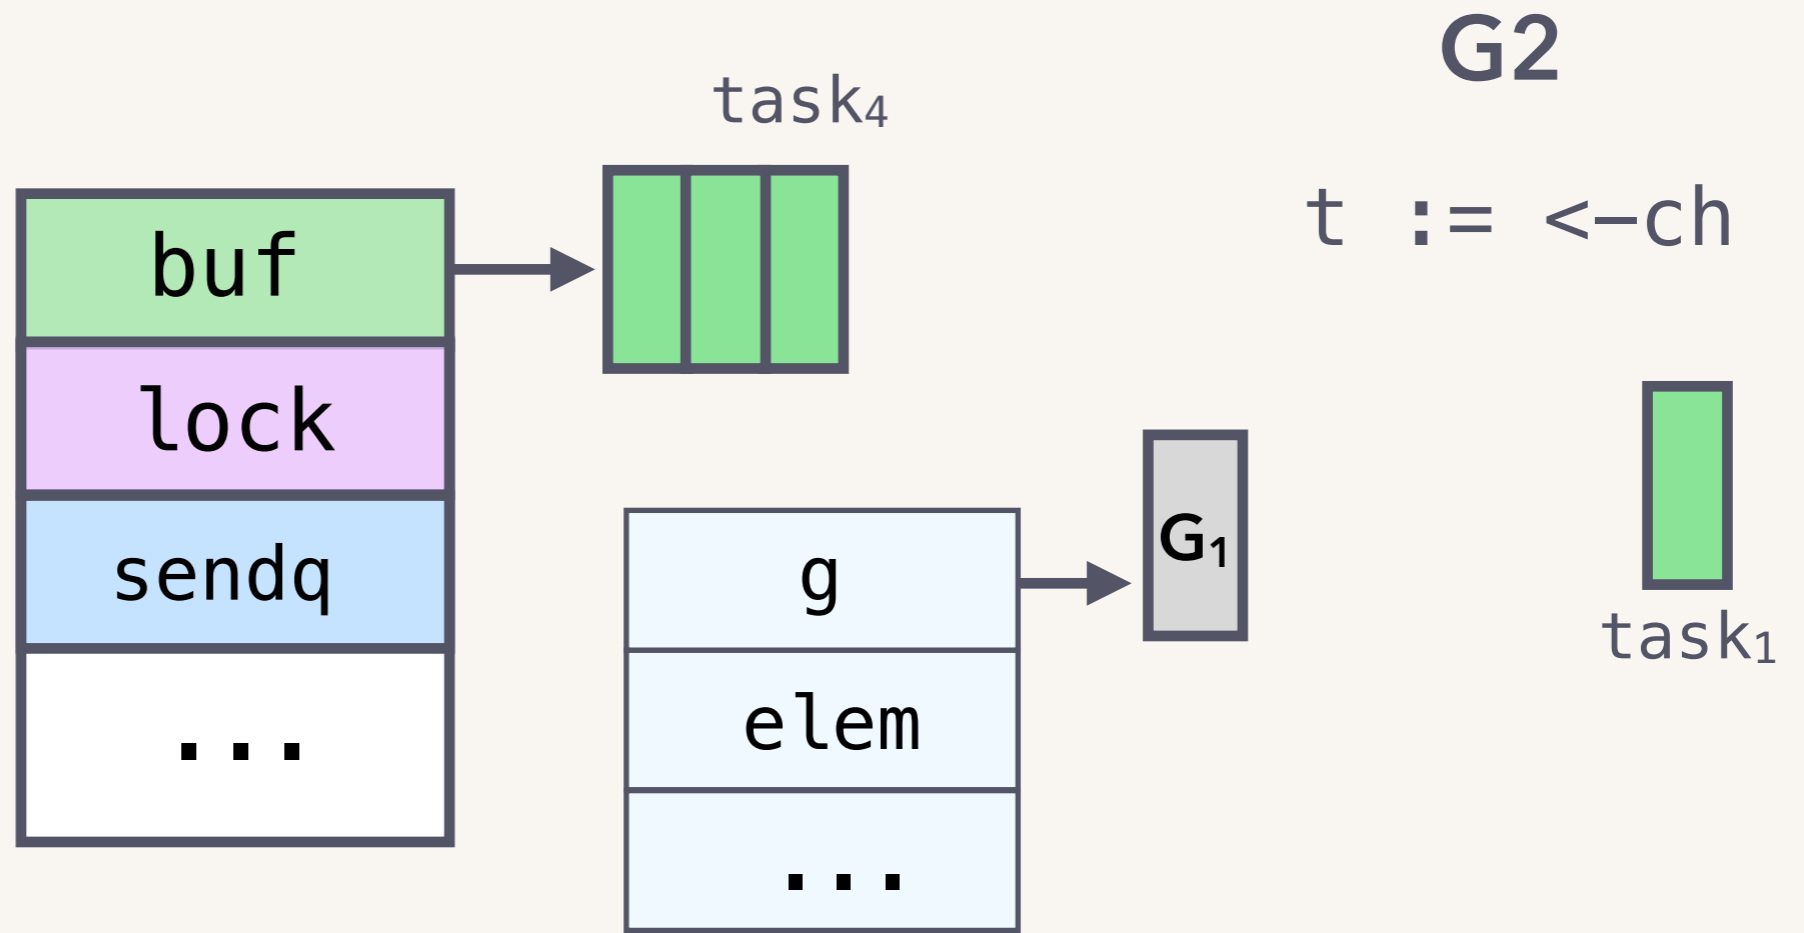 G2
task₄
t := <-ch
buf
lock
sendq
...
g
elem
...
G₁
task₁